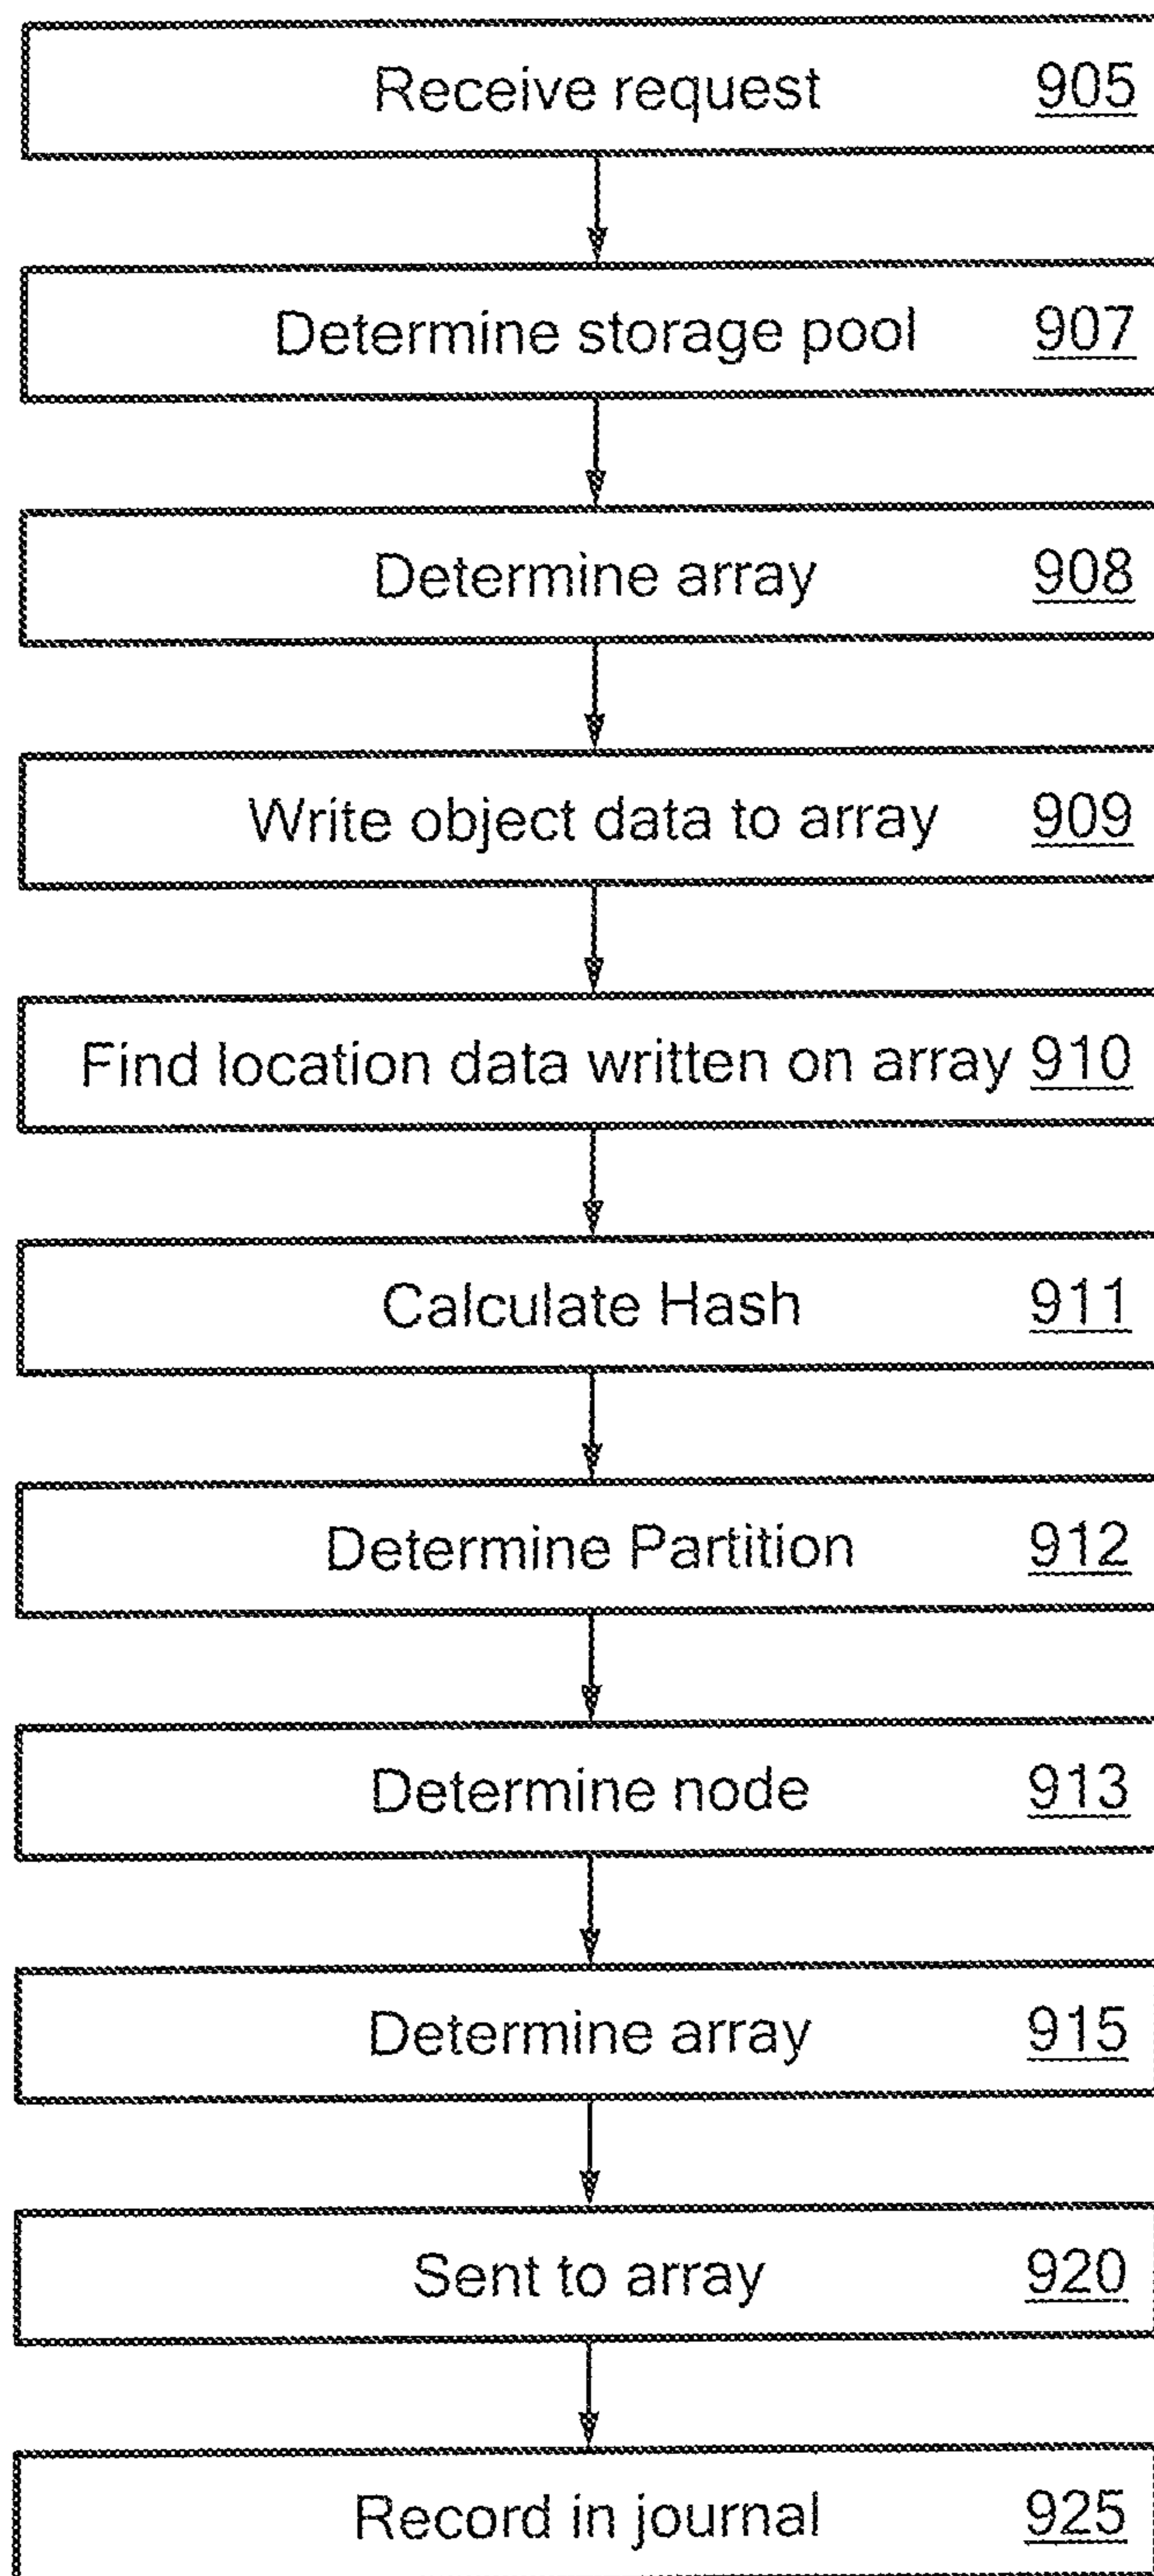 Receive request 905
Determine storage pool 907
Determine array 908
Write object data to array 909
Find location data written on array 910
Calculate Hash 911
Determine Partition 912
Determine node 913
Determine array 915
Sent to array 920
Record in journal 925